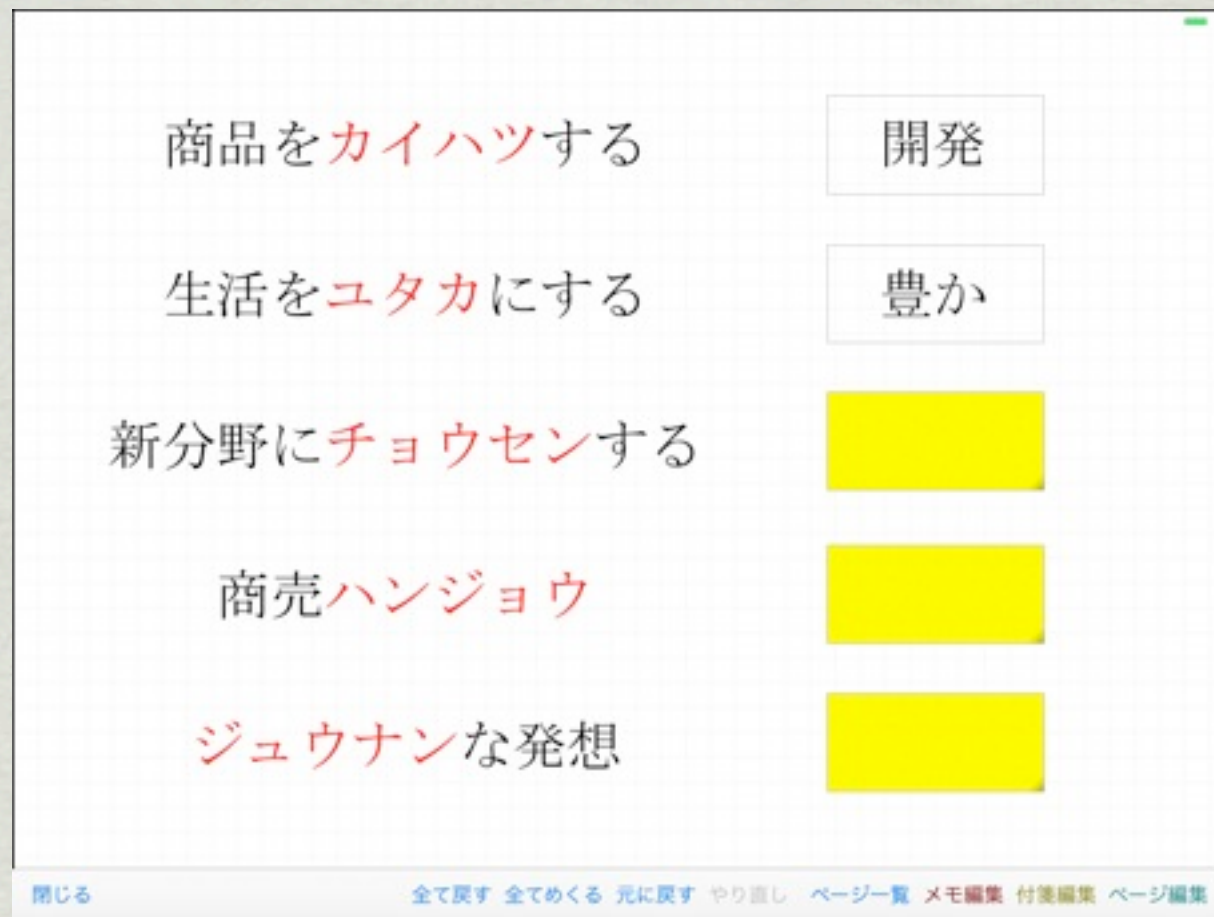 商品をカイハツする 開発
生活をユタカにする 豊か
新分野にチョウセンする
商売ハンジョウ
ジュウナンな発想
閉じる 全て戻す 全てめくる 元に戻す やり直し ページ一覧 メモ編集 付箋編集 ページ編集